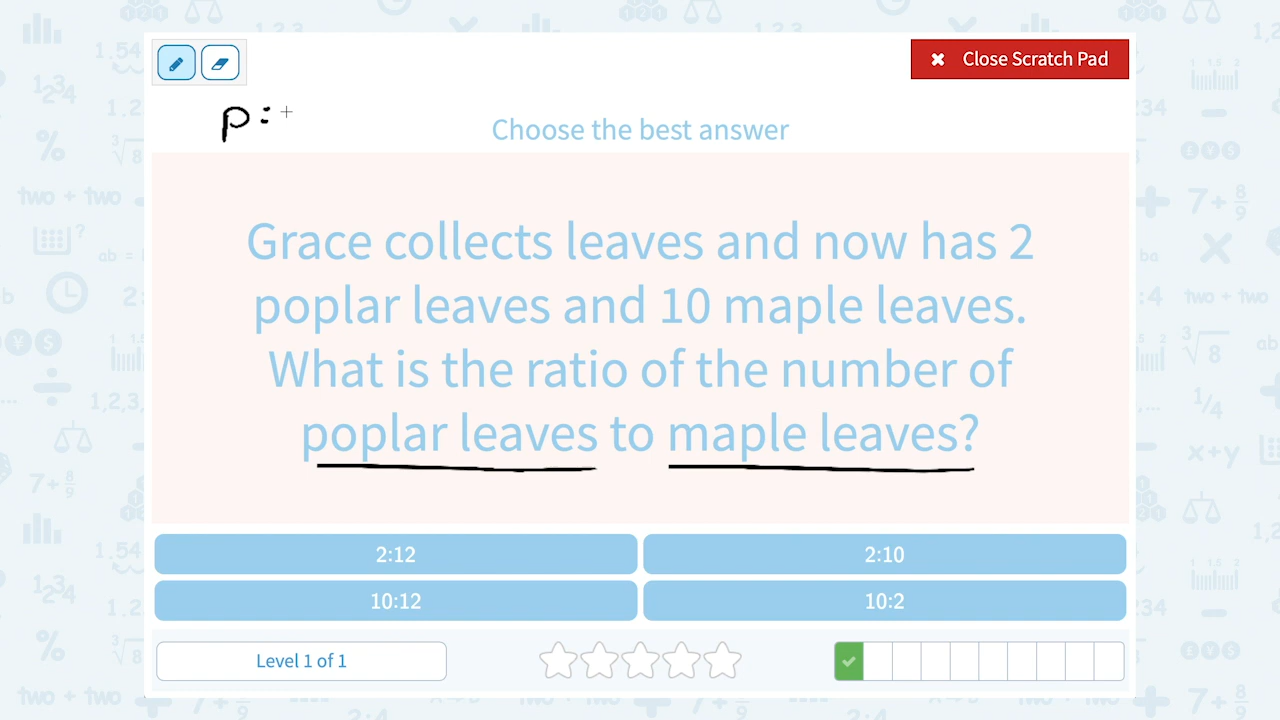 Close Scratch Pad
p:
Choose the best answer
Grace collects leaves and now has 2
poplar leaves and 10 maple leaves.
What is the ratio of the number of
poplar leaves to maple leaves?
2:12
2:10
10:12
10:2
Level 1 of 1